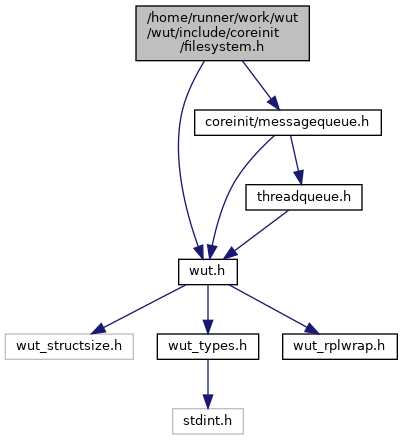 /home/runner/work/wut
/wut/include/coreinit
/filesystem.h
coreinit/messagequeue.h
threadqueue.h
wut.h
wut_structsize.h
wut_types.h
wut_rplwrap.h
stdint.h